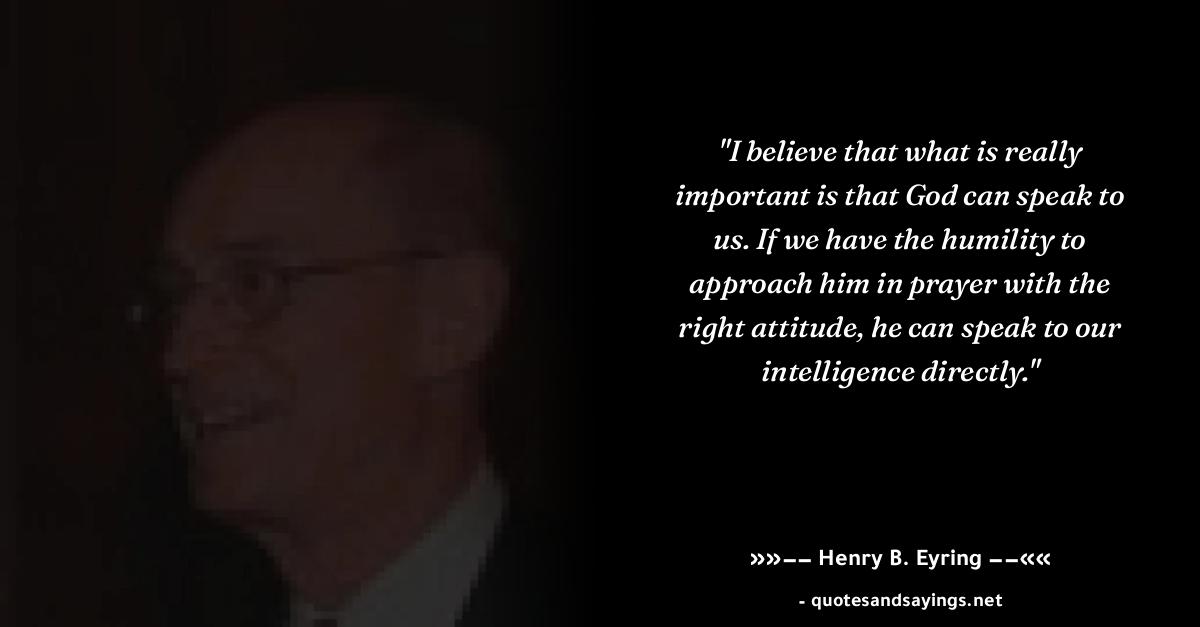 "I believe that what is really
important is that God can speak to
us. If we have the humility to
approach him in prayer with the
right attitude, he can speak to our
intelligence directly."
»»−− Henry B. Eyring −−««
- quotesandsayings.net